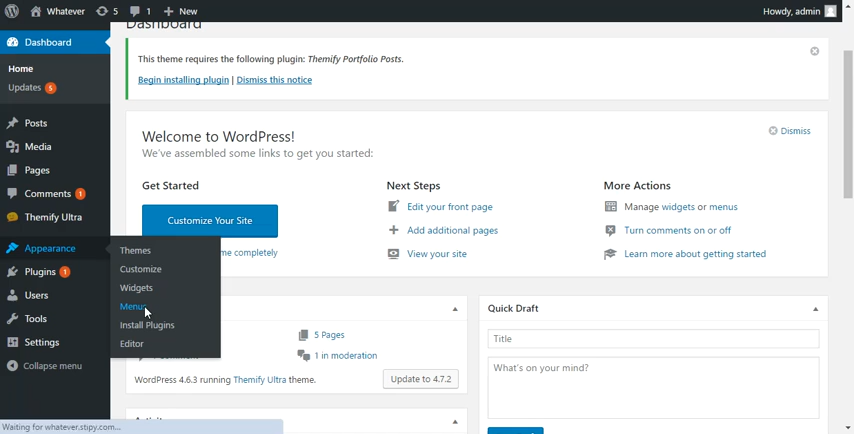 Whatever 5 1 New Howdy, admin
Dashboard
Dashboard
Home
Updates 5
Posts
Media
Pages
Comments 1
Themify Ultra
Appearance
Plugins 1
Users
Tools
Settings
Collapse menu
Themes
Customize
Widgets
Menus
Install Plugins
Editor
This theme requires the following plugin: Themify Portfolio Posts.
Begin installing plugin | Dismiss this notice
Welcome to WordPress!
Dismiss
We've assembled some links to get you started:
Get Started
Customize Your Site
me completely
Next Steps
Edit your front page
Add additional pages
View your site
More Actions
Manage widgets or menus
Turn comments on or off
Learn more about getting started
5 Pages
1 in moderation
WordPress 4.6.3 running Themify Ultra theme.
Update to 4.7.2
Quick Draft
Title
What's on your mind?
Waiting for whatever.stipy.com...